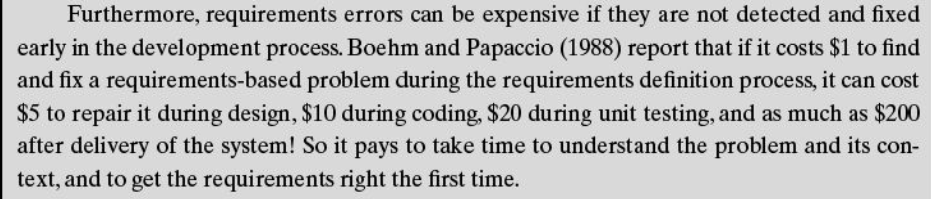 Furthermore, requirements errors can be expensive if they are not detected and fixed
early in the development process. Boehm and Papaccio (1988) report that if it costs $1 to find
and fix a requirements-based problem during the requirements definition process, it can cost
$5 to repair it during design, $10 during coding, $20 during unit testing, and as much as $200
after delivery of the system! So it pays to take time to understand the problem and its con-
text, and to get the requirements right the first time.